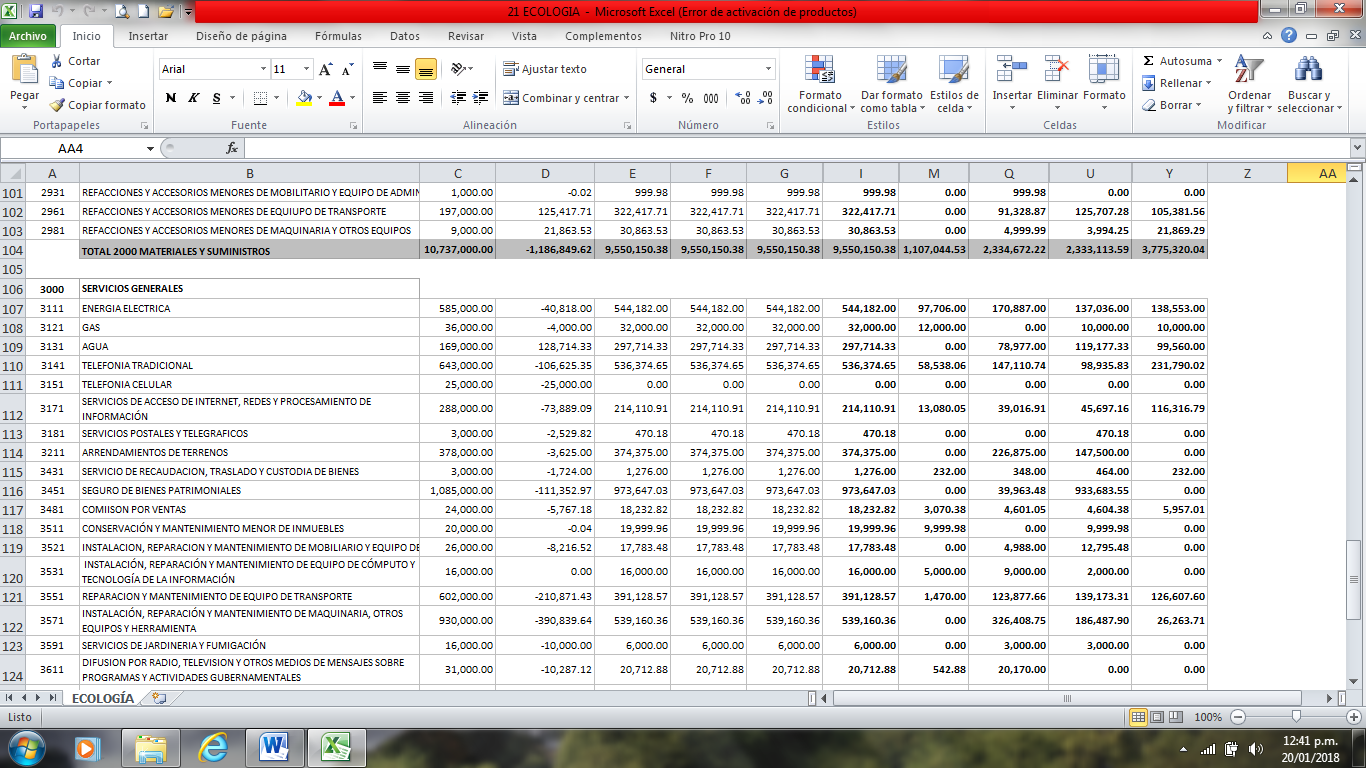 21 ECOLOGIA - Microsoft Excel (Error de activación de productos)
Archivo Inicio Insertar Diseño de página Fórmulas Datos Revisar Vista Complementos Nitro Pro 10
Pegar
Cortar
Copiar
Copiar formato
Portapapeles
Arial 11
N K S
Fuente
Ajustar texto
Combinar y centrar
Alineación
General
$ % 000
Número
Formato condicional
Dar formato como tabla
Estilos de celda
Estilos
Insertar Eliminar Formato
Celdas
Autosuma
Rellenar
Borrar
Ordenar y filtrar
Buscar y seleccionar
Modificar
AA4 fx
A B C D E F G I M Q U Y Z AA
101 2931 REFACCIONES Y ACCESORIOS MENORES DE MOBILITARIO Y EQUIPO DE ADMIN 1,000.00 -0.02 999.98 999.98 999.98 999.98 0.00 999.98 0.00 0.00
102 2961 REFACCIONES Y ACCESORIOS MENORES DE EQUIUPO DE TRANSPORTE 197,000.00 125,417.71 322,417.71 322,417.71 322,417.71 322,417.71 0.00 91,328.87 125,707.28 105,381.56
103 2981 REFACCIONES Y ACCESORIOS MENORES DE MAQUINARIA Y OTROS EQUIPOS 9,000.00 21,863.53 30,863.53 30,863.53 30,863.53 30,863.53 0.00 4,999.99 3,994.25 21,869.29
104 TOTAL 2000 MATERIALES Y SUMINISTROS 10,737,000.00 -1,186,849.62 9,550,150.38 9,550,150.38 9,550,150.38 9,550,150.38 1,107,044.53 2,334,672.22 2,333,113.59 3,775,320.04
105
106 3000 SERVICIOS GENERALES
107 3111 ENERGIA ELECTRICA 585,000.00 -40,818.00 544,182.00 544,182.00 544,182.00 544,182.00 97,706.00 170,887.00 137,036.00 138,553.00
108 3121 GAS 36,000.00 -4,000.00 32,000.00 32,000.00 32,000.00 32,000.00 12,000.00 0.00 10,000.00 10,000.00
109 3131 AGUA 169,000.00 128,714.33 297,714.33 297,714.33 297,714.33 297,714.33 0.00 78,977.00 119,177.33 99,560.00
110 3141 TELEFONIA TRADICIONAL 643,000.00 -106,625.35 536,374.65 536,374.65 536,374.65 536,374.65 58,538.06 147,110.74 98,935.83 231,790.02
111 3151 TELEFONIA CELULAR 25,000.00 -25,000.00 0.00 0.00 0.00 0.00 0.00 0.00 0.00 0.00
112 3171 SERVICIOS DE ACCESO DE INTERNET, REDES Y PROCESAMIENTO DE
INFORMACIÓN 288,000.00 -73,889.09 214,110.91 214,110.91 214,110.91 214,110.91 13,080.05 39,016.91 45,697.16 116,316.79
113 3181 SERVICIOS POSTALES Y TELEGRAFICOS 3,000.00 -2,529.82 470.18 470.18 470.18 470.18 0.00 0.00 470.18 0.00
114 3211 ARRENDAMIENTOS DE TERRENOS 378,000.00 -3,625.00 374,375.00 374,375.00 374,375.00 374,375.00 0.00 226,875.00 147,500.00 0.00
115 3431 SERVICIO DE RECAUDACION, TRASLADO Y CUSTODIA DE BIENES 3,000.00 -1,724.00 1,276.00 1,276.00 1,276.00 1,276.00 232.00 348.00 464.00 232.00
116 3451 SEGURO DE BIENES PATRIMONIALES 1,085,000.00 -111,352.97 973,647.03 973,647.03 973,647.03 973,647.03 0.00 39,963.48 933,683.55 0.00
117 3481 COMIISON POR VENTAS 24,000.00 -5,767.18 18,232.82 18,232.82 18,232.82 18,232.82 3,070.38 4,601.05 4,604.38 5,957.01
118 3511 CONSERVACIÓN Y MANTENIMIENTO MENOR DE INMUEBLES 20,000.00 -0.04 19,999.96 19,999.96 19,999.96 19,999.96 9,999.98 0.00 9,999.98 0.00
119 3521 INSTALACION, REPARACION Y MANTENIMIENTO DE MOBILIARIO Y EQUIPO DE 26,000.00 -8,216.52 17,783.48 17,783.48 17,783.48 17,783.48 0.00 4,988.00 12,795.48 0.00
120 3531 INSTALACIÓN, REPARACIÓN Y MANTENIMIENTO DE EQUIPO DE CÓMPUTO Y
TECNOLOGÍA DE LA INFORMACIÓN 16,000.00 0.00 16,000.00 16,000.00 16,000.00 16,000.00 5,000.00 9,000.00 2,000.00 0.00
121 3551 REPARACION Y MANTENIMIENTO DE EQUIPO DE TRANSPORTE 602,000.00 -210,871.43 391,128.57 391,128.57 391,128.57 391,128.57 1,470.00 123,877.66 139,173.31 126,607.60
122 3571 INSTALACIÓN, REPARACIÓN Y MANTENIMIENTO DE MAQUINARIA, OTROS
EQUIPOS Y HERRAMIENTA 930,000.00 -390,839.64 539,160.36 539,160.36 539,160.36 539,160.36 0.00 326,408.75 186,487.90 26,263.71
123 3591 SERVICIOS DE JARDINERIA Y FUMIGACIÓN 16,000.00 -10,000.00 6,000.00 6,000.00 6,000.00 6,000.00 0.00 3,000.00 3,000.00 0.00
124 3611 DIFUSION POR RADIO, TELEVISION Y OTROS MEDIOS DE MENSAJES SOBRE
PROGRAMAS Y ACTIVIDADES GUBERNAMENTALES 31,000.00 -10,287.12 20,712.88 20,712.88 20,712.88 20,712.88 542.88 20,170.00 0.00 0.00
ECOLOGÍA
Listo 100%
12:41 p.m.
20/01/2018